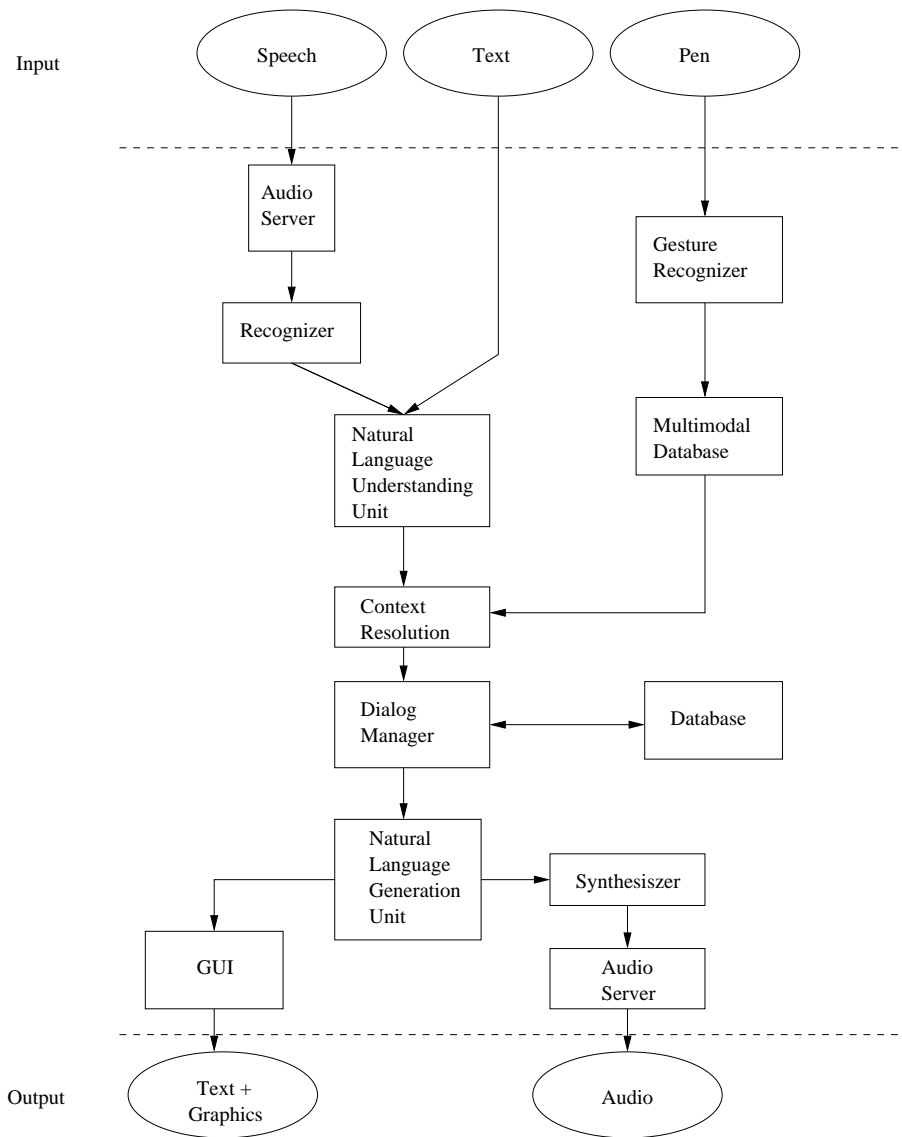 Input
Speech
Text
Pen
Audio
Server
Gesture
Recognizer
Recognizer
Natural
Language
Understanding
Unit
Multimodal
Database
Context
Resolution
Dialog
Manager
Database
Natural
Language
Generation
Unit
Synthesiszer
GUI
Audio
Server
Output
Text +
Graphics
Audio